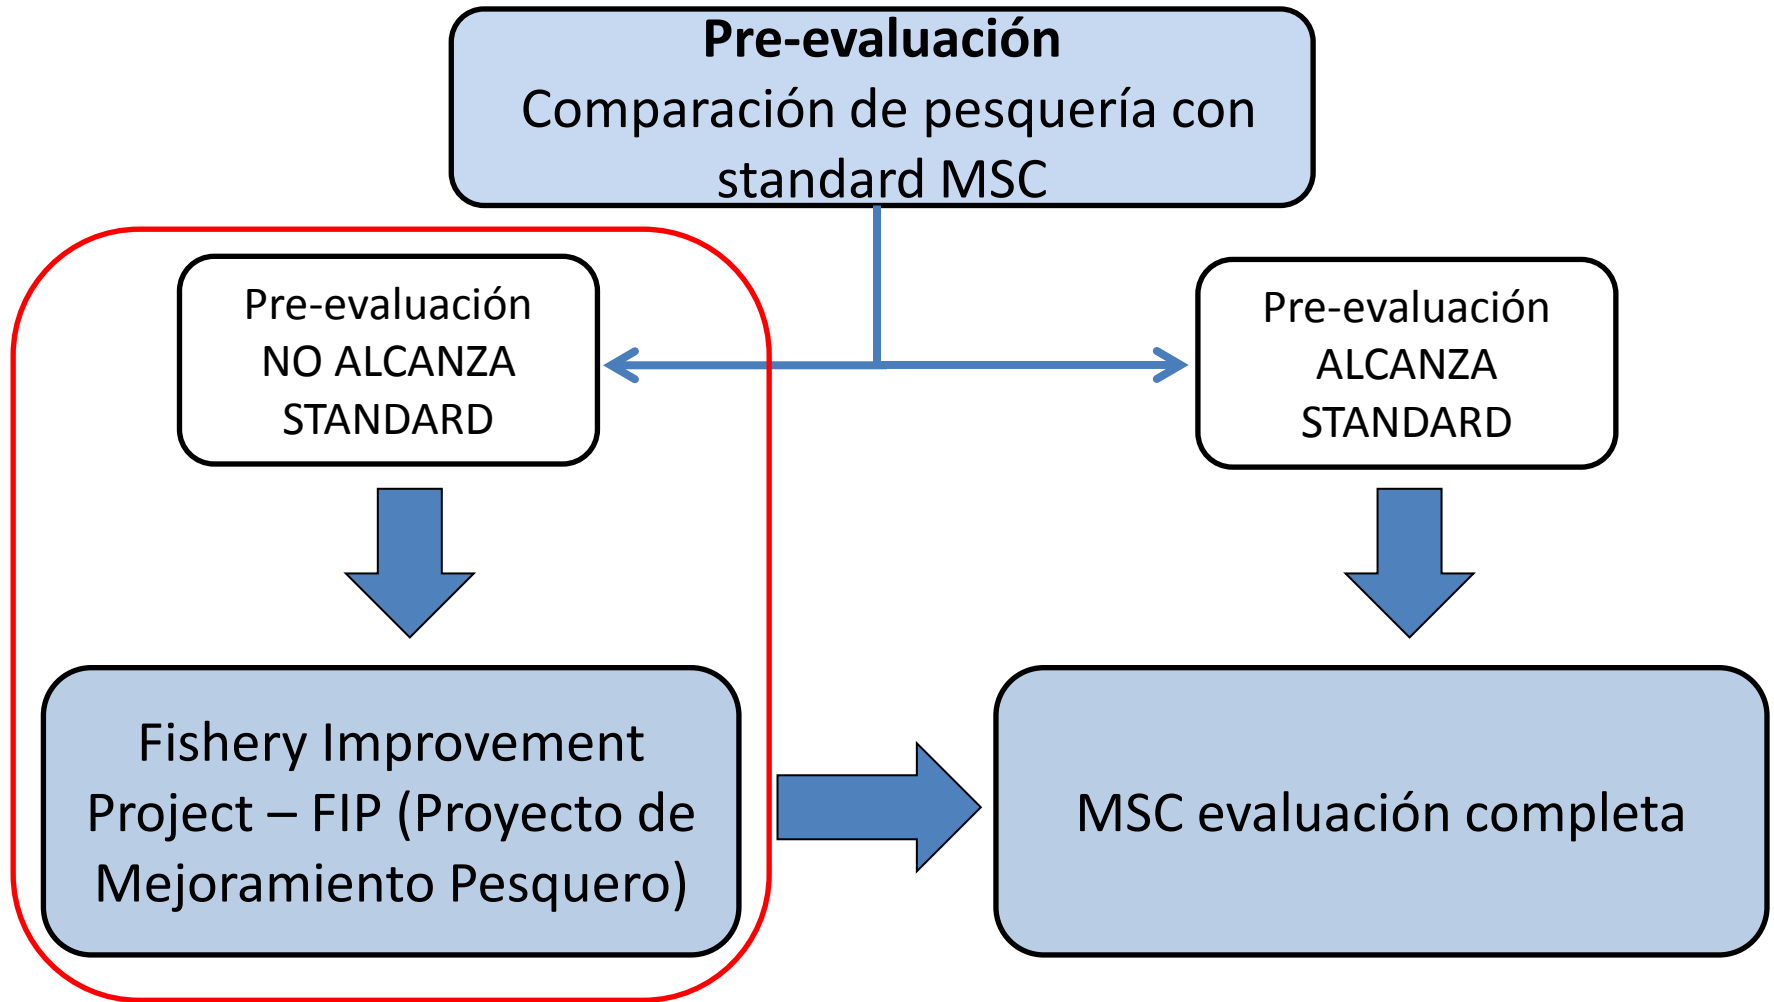 Pre-evaluación
Comparación de pesquería con
standard MSC
Pre-evaluación
NO ALCANZA
STANDARD
Pre-evaluación
ALCANZA
STANDARD
Fishery Improvement
Project – FIP (Proyecto de
Mejoramiento Pesquero)
MSC evaluación completa